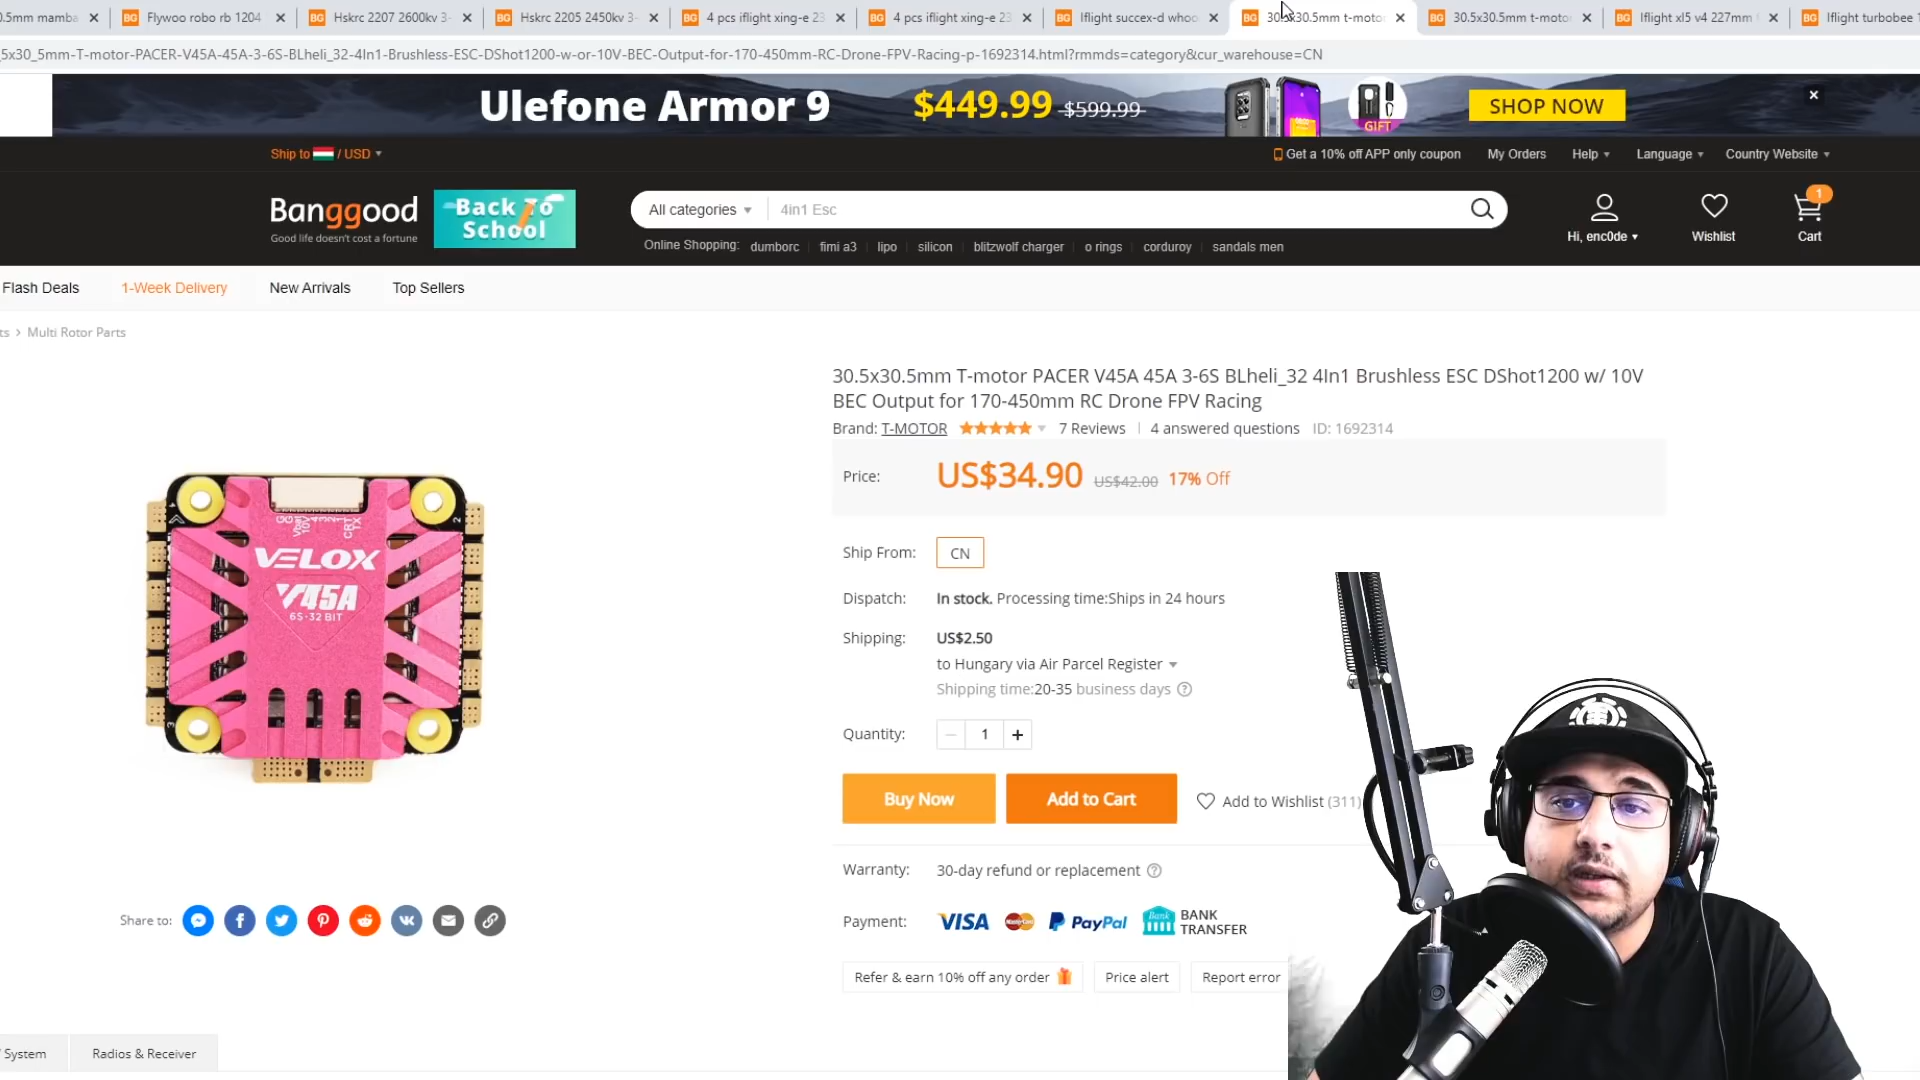 0.5mm mamba
Flywoo robo rb 1204
Hskrc 2207 2600kv 3-
Hskrc 2205 2450kv 3-
4 pcs iflight xing-e 23
4 pcs iflight xing-e 23
Iflight succex-d whoo
30.5x30.5mm t-motor
30.5x30.5mm t-motor
Iflight xl5 v4 227mm
Iflight turbobee 1
5x30_5mm-T-motor-PACER-V45A-45A-3-6S-BLheli_32-4In1-Brushless-ESC-DShot1200-w-or-10V-BEC-Output-for-170-450mm-RC-Drone-FPV-Racing-p-1692314.html?rmmds=category&cur_warehouse=CN
Ulefone Armor 9 $449.99 $599.99 GIFT SHOP NOW
Ship to / USD
Get a 10% off APP only coupon My Orders Help Language Country Website
Banggood
Good life doesn't cost a fortune
Back To
School
All categories 4in1 Esc
Online Shopping: dumborc fimi a3 lipo silicon blitzwolf charger o rings corduroy sandals men
Hi, enc0de
Wishlist
1
Cart
Flash Deals 1-Week Delivery New Arrivals Top Sellers
ts > Multi Rotor Parts
30.5x30.5mm T-motor PACER V45A 45A 3-6S BLheli_32 4In1 Brushless ESC DShot1200 w/ 10V
BEC Output for 170-450mm RC Drone FPV Racing
Brand: T-MOTOR 7 Reviews 4 answered questions ID: 1692314
Price: US$34.90 US$42.00 17% Off
Ship From: CN
Dispatch: In stock. Processing time:Ships in 24 hours
Shipping: US$2.50
to Hungary via Air Parcel Register
Shipping time:20-35 business days
Quantity: 1
Buy Now Add to Cart Add to Wishlist (311)
Warranty: 30-day refund or replacement
Payment: VISA MasterCard PayPal Bank BANK
TRANSFER
Refer & earn 10% off any order Price alert Report error
VELOX
V45A
6S-32 BIT
Share to:
System Radios & Receiver